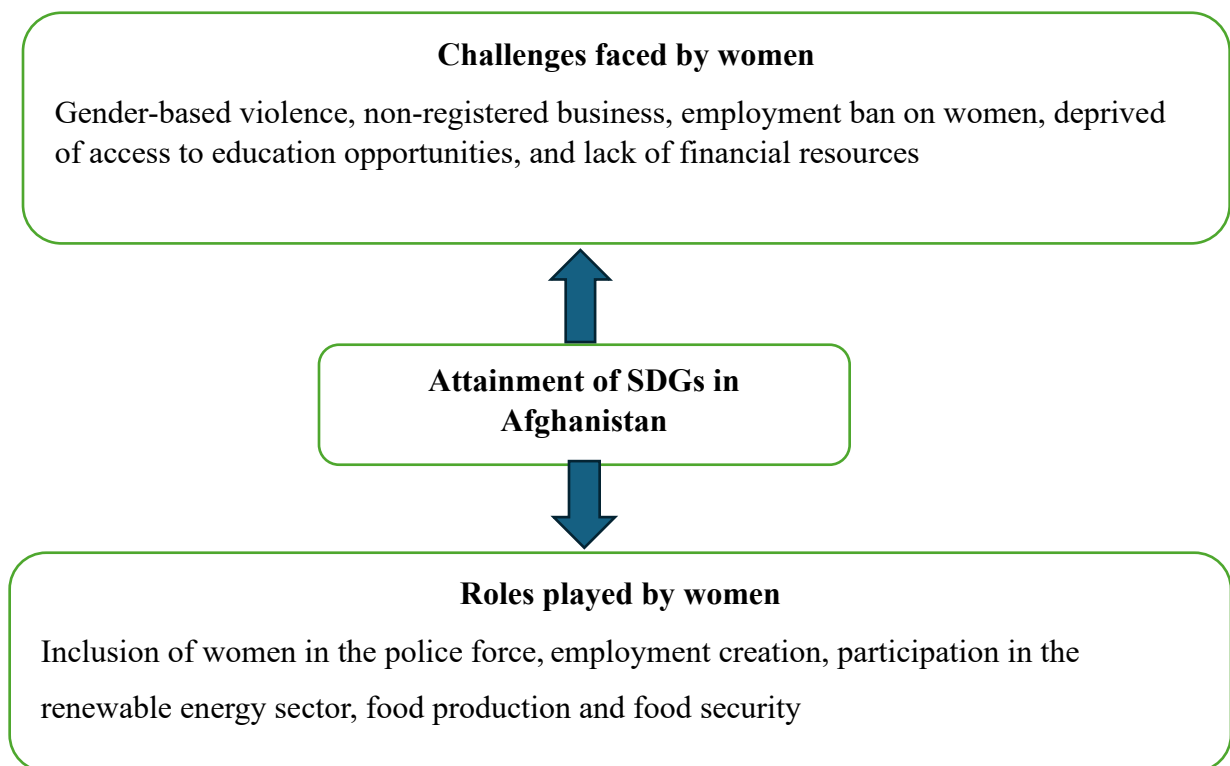 Challenges faced by women
Gender-based violence, non-registered business, employment ban on women, deprived
of access to education opportunities, and lack of financial resources
Attainment of SDGs in
Afghanistan
Roles played by women
Inclusion of women in the police force, employment creation, participation in the
renewable energy sector, food production and food security